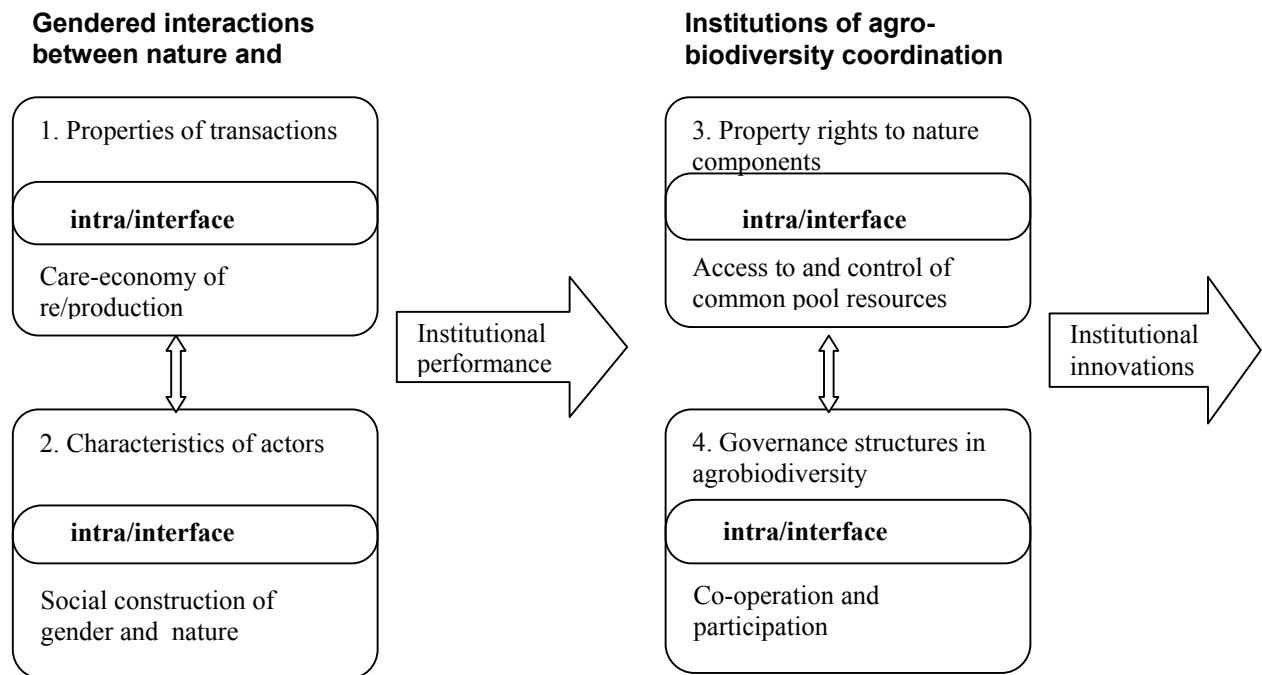 Gendered interactions
between nature and
1. Properties of transactions
intra/interface
Care-economy of
re/production
2. Characteristics of actors
intra/interface
Social construction of
gender and nature
Institutional
performance
Institutions of agro-
biodiversity coordination
3. Property rights to nature
components
intra/interface
Access to and control of
common pool resources
4. Governance structures in
agrobiodiversity
intra/interface
Co-operation and
participation
Institutional
innovations